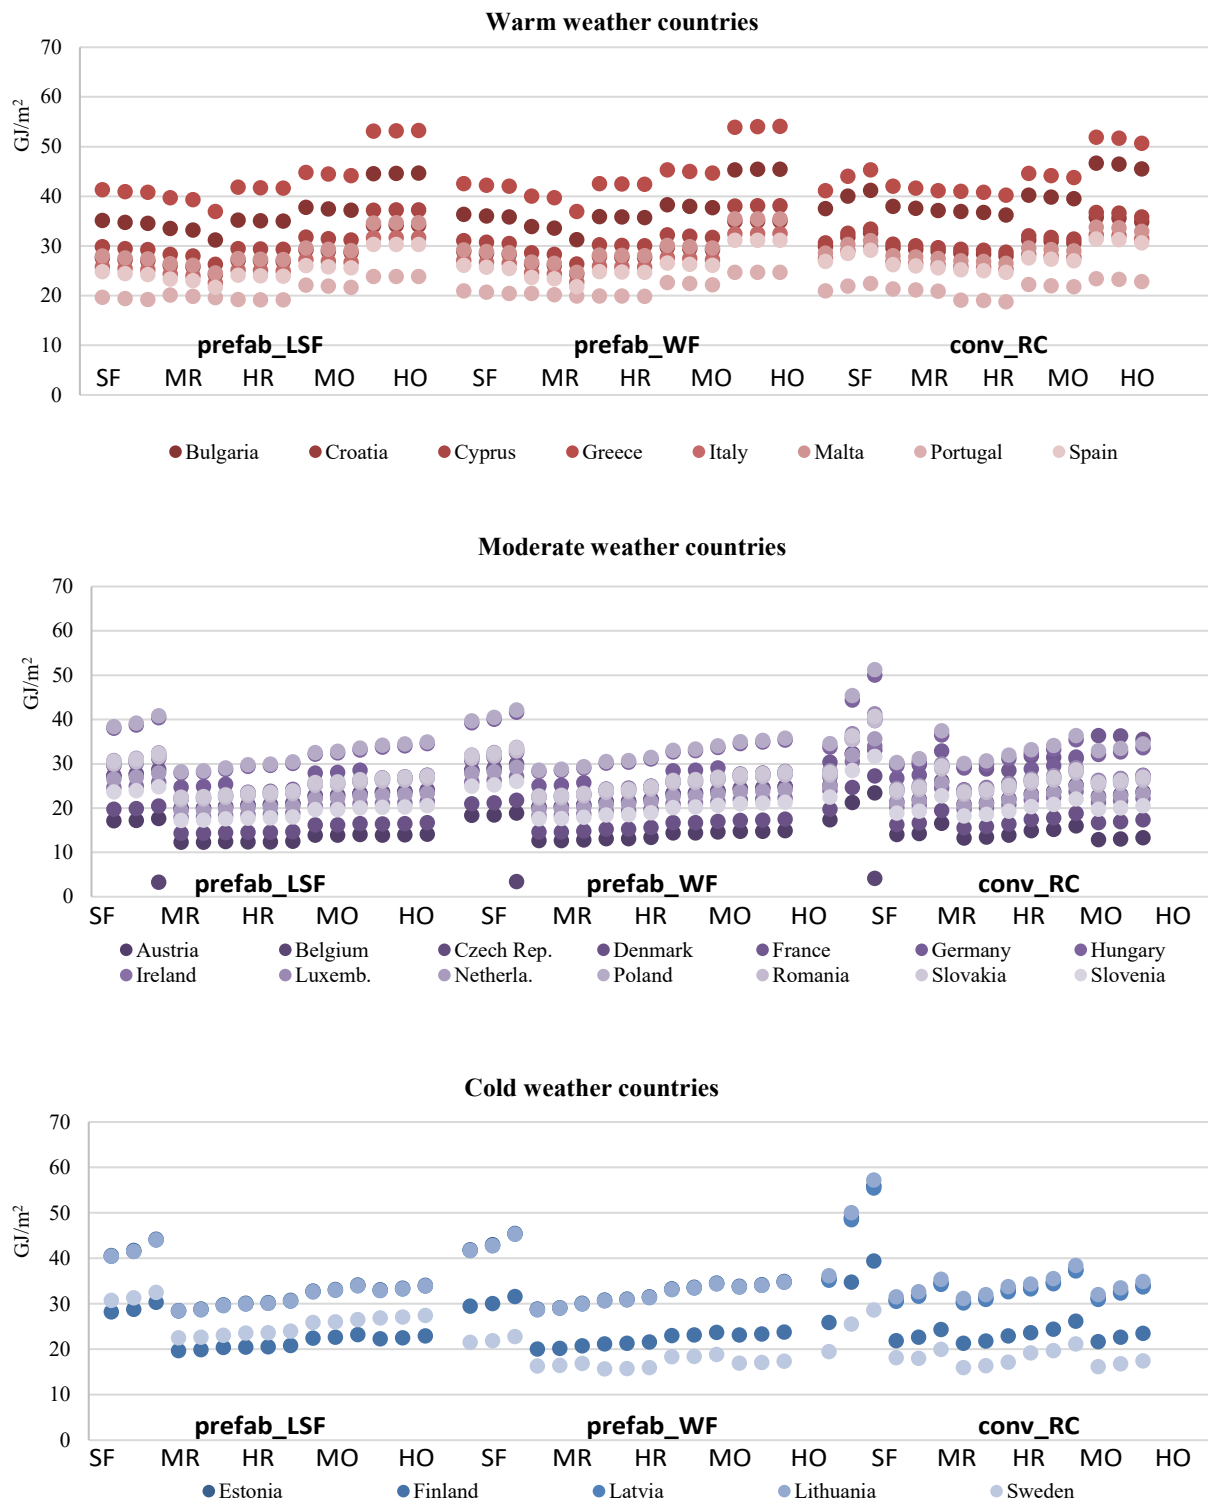 Warm weather countries
70
60
50
40
30
20
10
0
GJ/m²
prefab_LSF prefab_WF conv_RC
SF MR HR MO HO SF MR HR MO HO SF MR HR MO HO
Bulgaria Croatia Cyprus Greece Italy Malta Portugal Spain
Moderate weather countries
70
60
50
40
30
20
10
0
GJ/m²
prefab_LSF prefab_WF conv_RC
SF MR HR MO HO SF MR HR MO HO SF MR HR MO HO
Austria Belgium Czech Rep. Denmark France Germany Hungary
Ireland Luxemb. Netherla. Poland Romania Slovakia Slovenia
Cold weather countries
70
60
50
40
30
20
10
0
GJ/m²
prefab_LSF prefab_WF conv_RC
SF MR HR MO HO SF MR HR MO HO SF MR HR MO HO
Estonia Finland Latvia Lithuania Sweden